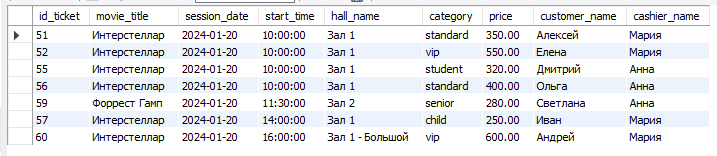 id_ticket movie_title session_date start_time hall_name category price customer_name cashier_name
51 Интерстеллар 2024-01-20 10:00:00 Зал 1 standard 350.00 Алексей Мария
52 Интерстеллар 2024-01-20 10:00:00 Зал 1 vip 550.00 Елена Мария
55 Интерстеллар 2024-01-20 10:00:00 Зал 1 student 320.00 Дмитрий Анна
56 Интерстеллар 2024-01-20 10:00:00 Зал 1 standard 400.00 Ольга Анна
59 Форрест Гамп 2024-01-20 11:30:00 Зал 2 senior 280.00 Светлана Анна
57 Интерстеллар 2024-01-20 14:00:00 Зал 1 child 250.00 Иван Мария
60 Интерстеллар 2024-01-20 16:00:00 Зал 1 - Большой vip 600.00 Андрей Мария